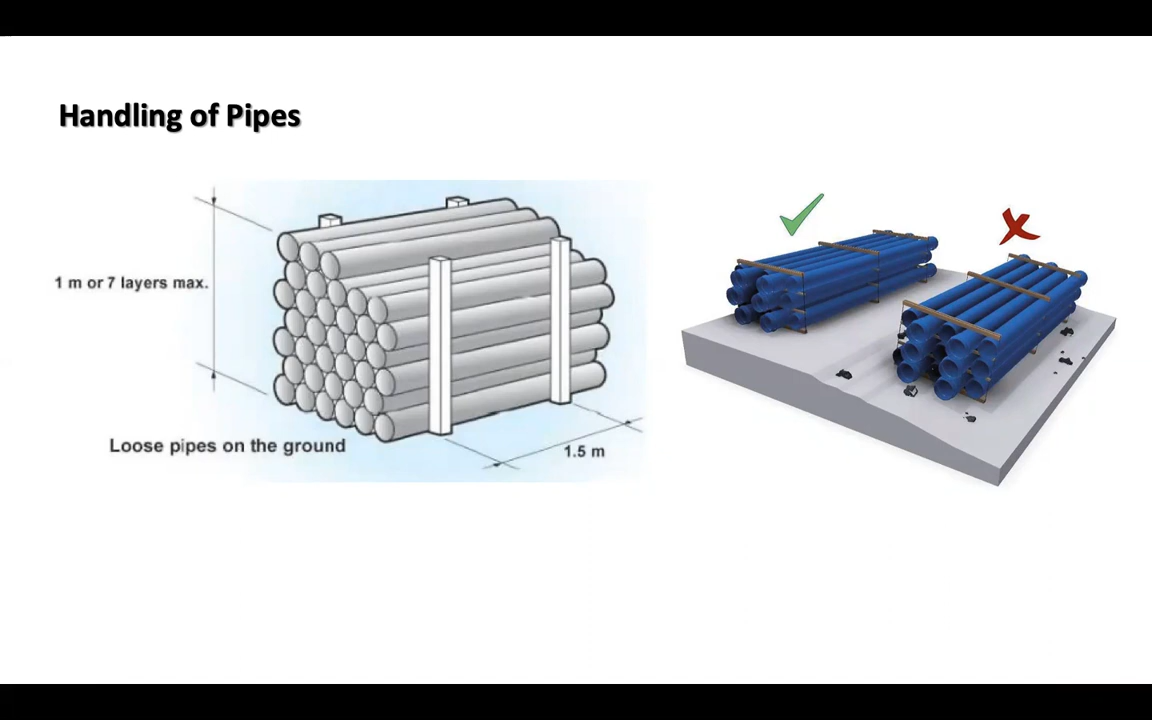 Handling of Pipes
1 m or 7 layers max.
Loose pipes on the ground
1.5 m